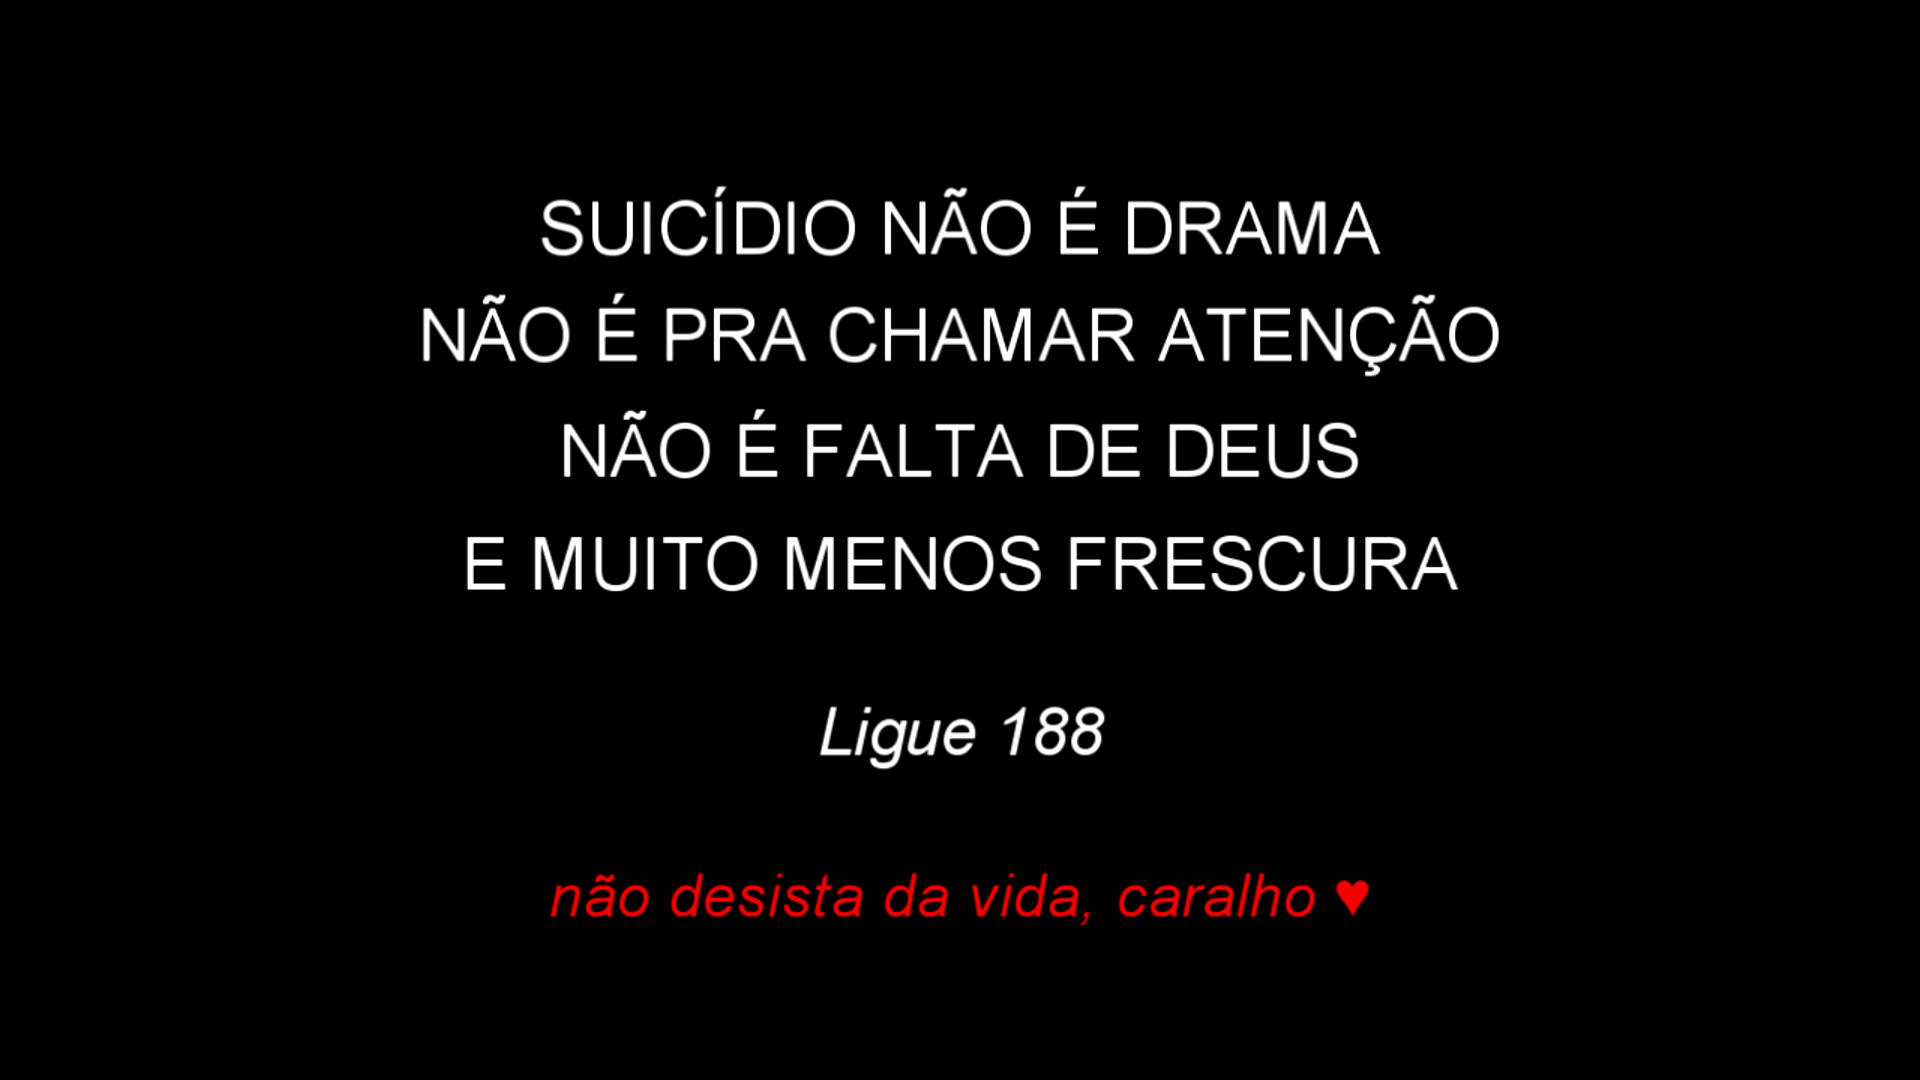 SUICÍDIO NÃO É DRAMA
NÃO É PRA CHAMAR ATENÇÃO
NÃO É FALTA DE DEUS
E MUITO MENOS FRESCURA
Ligue 188
não desista da vida, caralho ♥